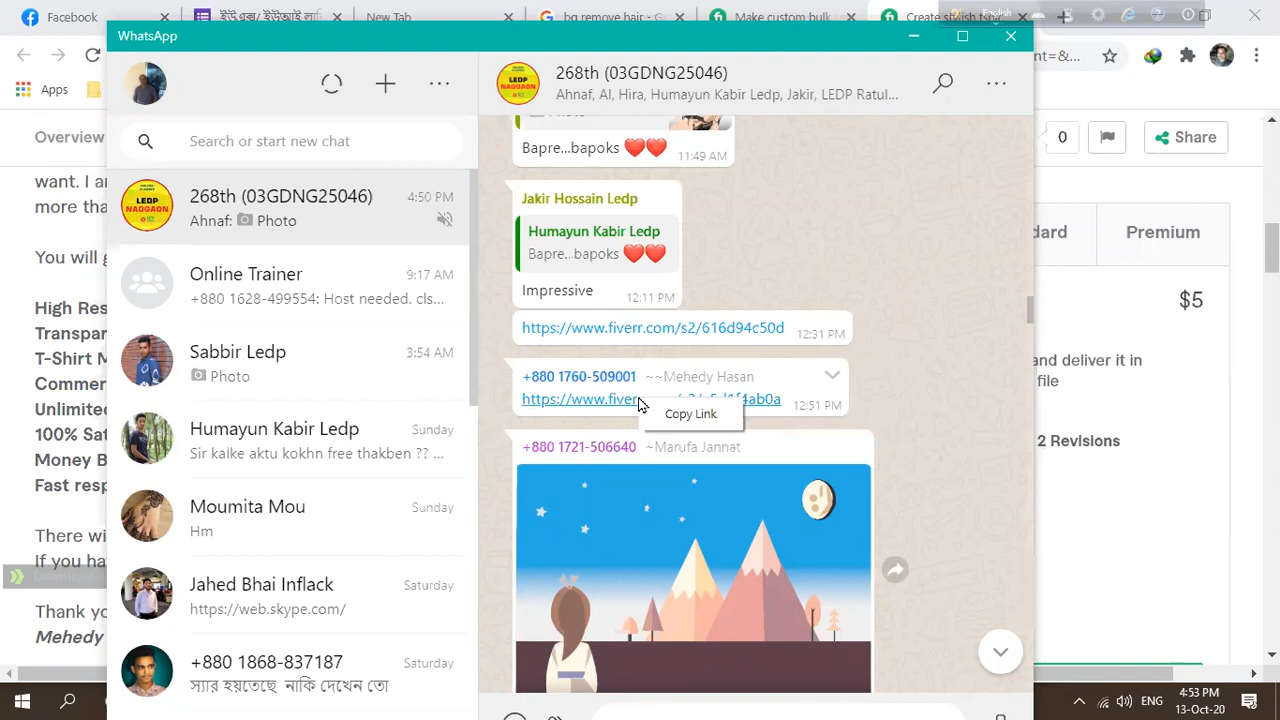 Facebook
New Tab
bg remove hair - G
Make custom bulk
Create stylish tshir
English
WhatsApp
Apps
Search or start new chat
268th (03GDNG25046)
4:50 PM
Ahnaf: Photo
Online Trainer
9:17 AM
+880 1628-499554: Host needed. cls...
Sabbir Ledp
3:54 AM
Photo
Humayun Kabir Ledp
Sunday
Sir kalke aktu kokhn free thakben ?? ...
Moumita Mou
Sunday
Hm
Jahed Bhai Inflack
Saturday
https://web.skype.com/
+880 1868-837187
Saturday
স্যার হয়তেছে নাকি দেখেন তো
268th (03GDNG25046)
Ahnaf, Al, Hira, Humayun Kabir Ledp, Jakir, LEDP Ratul...
Bapre...bapoks ❤️❤️
11:49 AM
Jakir Hossain Ledp
Humayun Kabir Ledp
Bapre...bapoks ❤️❤️
Impressive
12:11 PM
https://www.fiverr.com/s2/616d94c50d
12:31 PM
+880 1760-509001 ~~Mehedy Hasan
https://www.fiver
ab0a
12:51 PM
Copy Link
+880 1721-506640 ~Marufa Jannat
Overview
want. I a
more tha
You will g
High Res
Transpar
T-Shirt M
Commer
Unlimite
100% Sat
Money B
Fast resp
There wi
If you ha
Thank yo
Mehedy
0
Share
dard
Premium
$5
and deliver it in
file
2 Revisions
ENG
4:53 PM
13-Oct-20